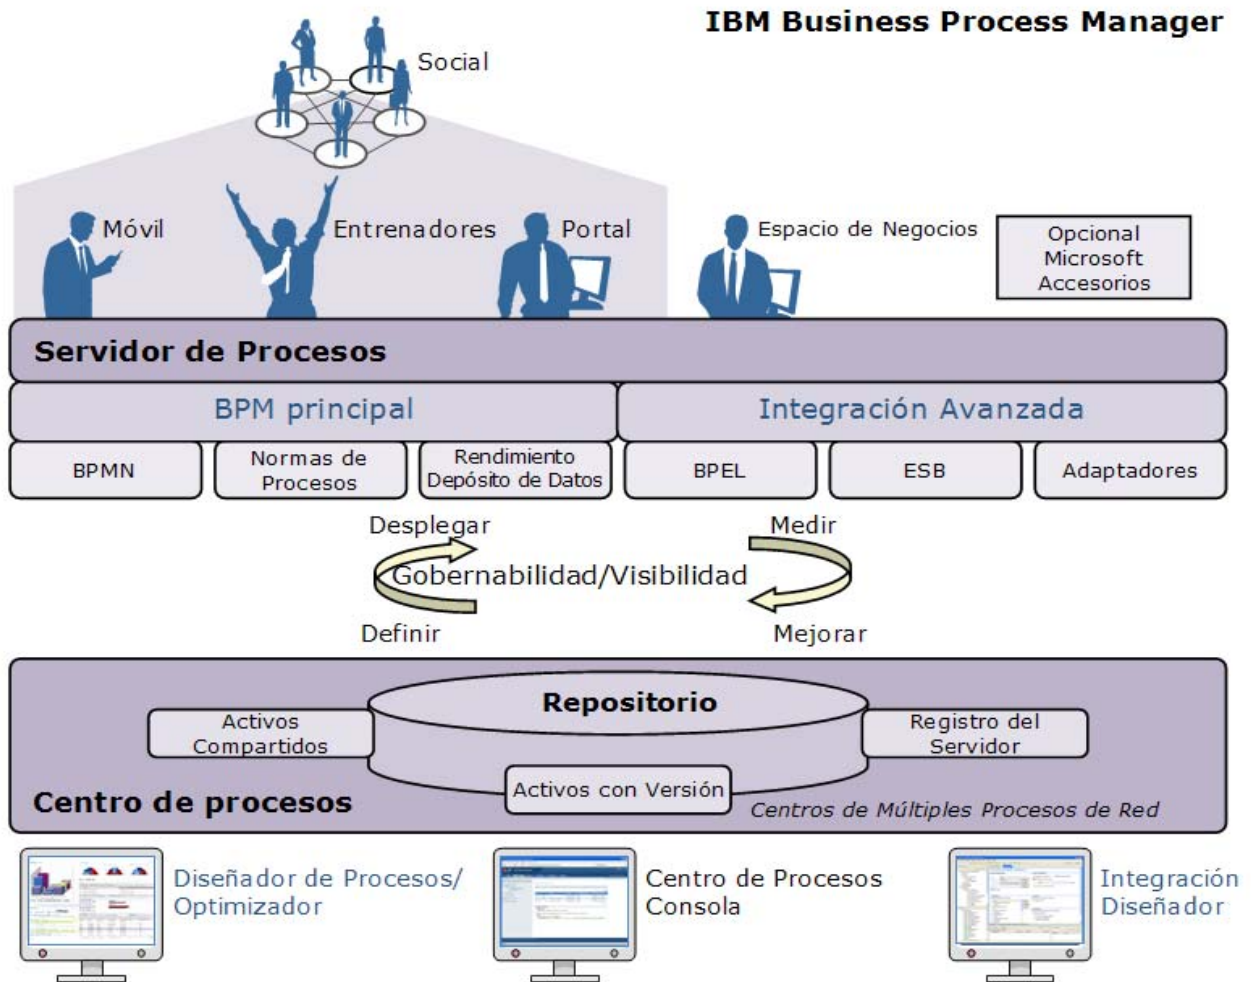 IBM Business Process Manager
Social
Móvil
Entrenadores
Portal
Espacio de Negocios
Opcional
Microsoft
Accesorios
Servidor de Procesos
BPM principal
Integración Avanzada
BPMN
Normas de
Procesos
Rendimiento
Depósito de Datos
BPEL
ESB
Adaptadores
Desplegar
Medir
Gobernabilidad/Visibilidad
Definir
Mejorar
Repositorio
Activos
Compartidos
Registro del
Servidor
Activos con Versión
Centro de procesos
Centros de Múltiples Procesos de Red
Diseñador de Procesos/
Optimizador
Centro de Procesos
Consola
Integración
Diseñador